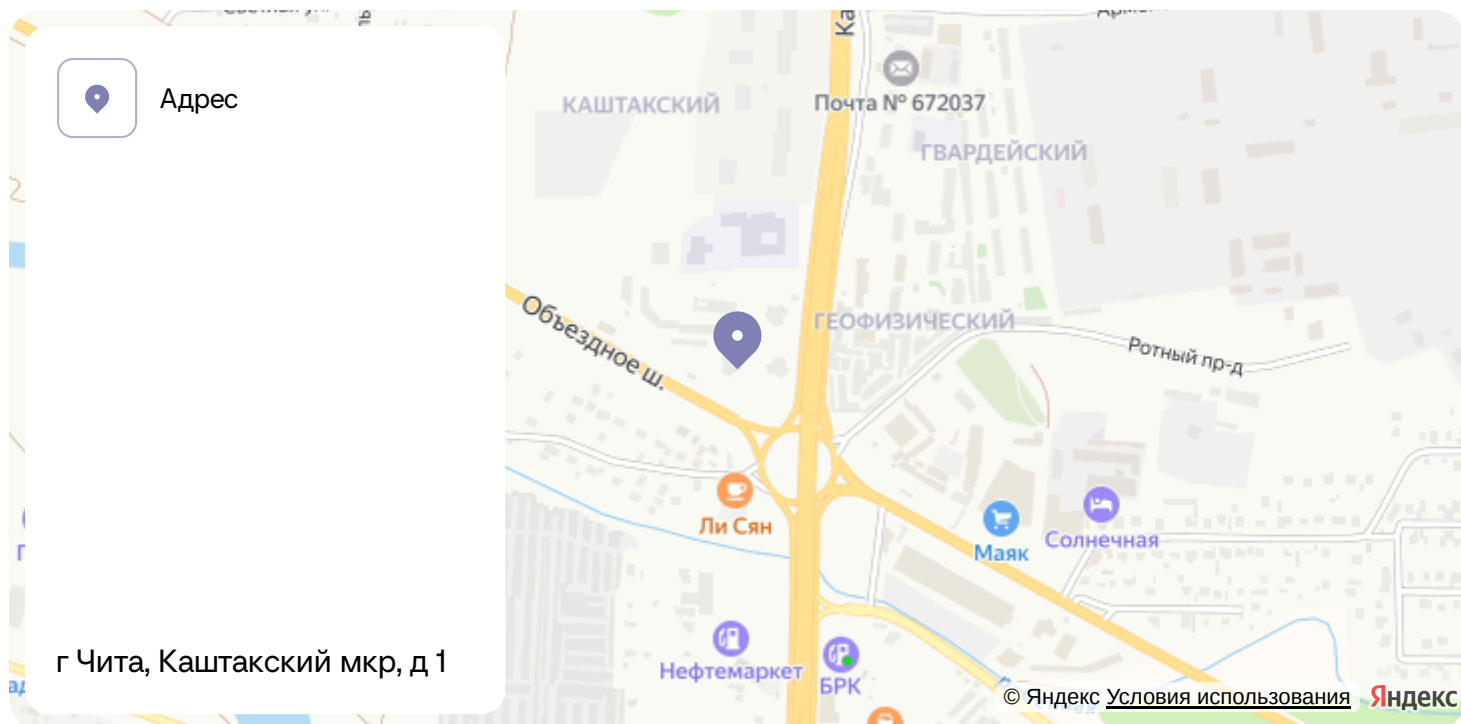 Адрес
Почта № 672037
КАШТАКСКИЙ
ГВАРДЕЙСКИЙ
Объездное ш.
ГЕОФИЗИЧЕСКИЙ
Ротный пр-д
Ли Сян
Маяк
Солнечная
Нефтемаркет
БРК
г Чита, Каштакский мкр, д 1
© Яндекс Условия использования
Яндекс